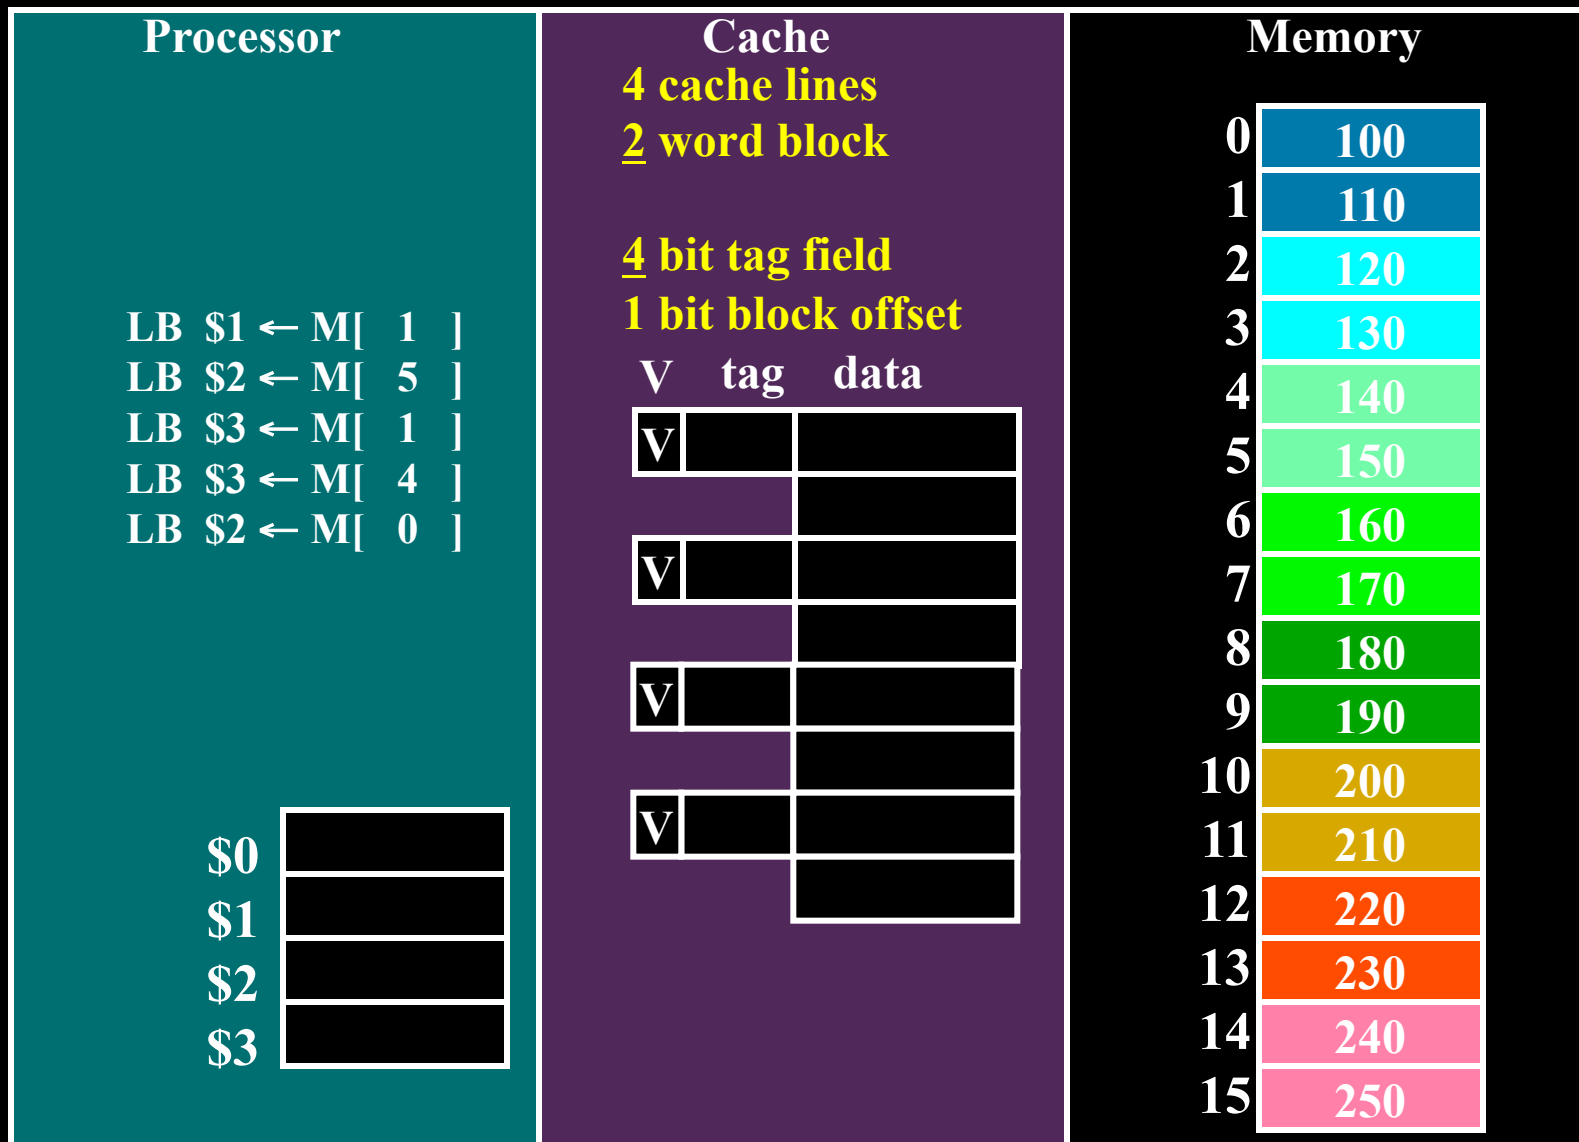 Processor
LB $1 ← M[ 1 ]
LB $2 ← M[ 5 ]
LB $3 ← M[ 1 ]
LB $3 ← M[ 4 ]
LB $2 ← M[ 0 ]
$0
$1
$2
$3
Cache
4 cache lines
2 word block
4 bit tag field
1 bit block offset
V tag data
V
V
V
V
Memory
0 100
1 110
2 120
3 130
4 140
5 150
6 160
7 170
8 180
9 190
10 200
11 210
12 220
13 230
14 240
15 250